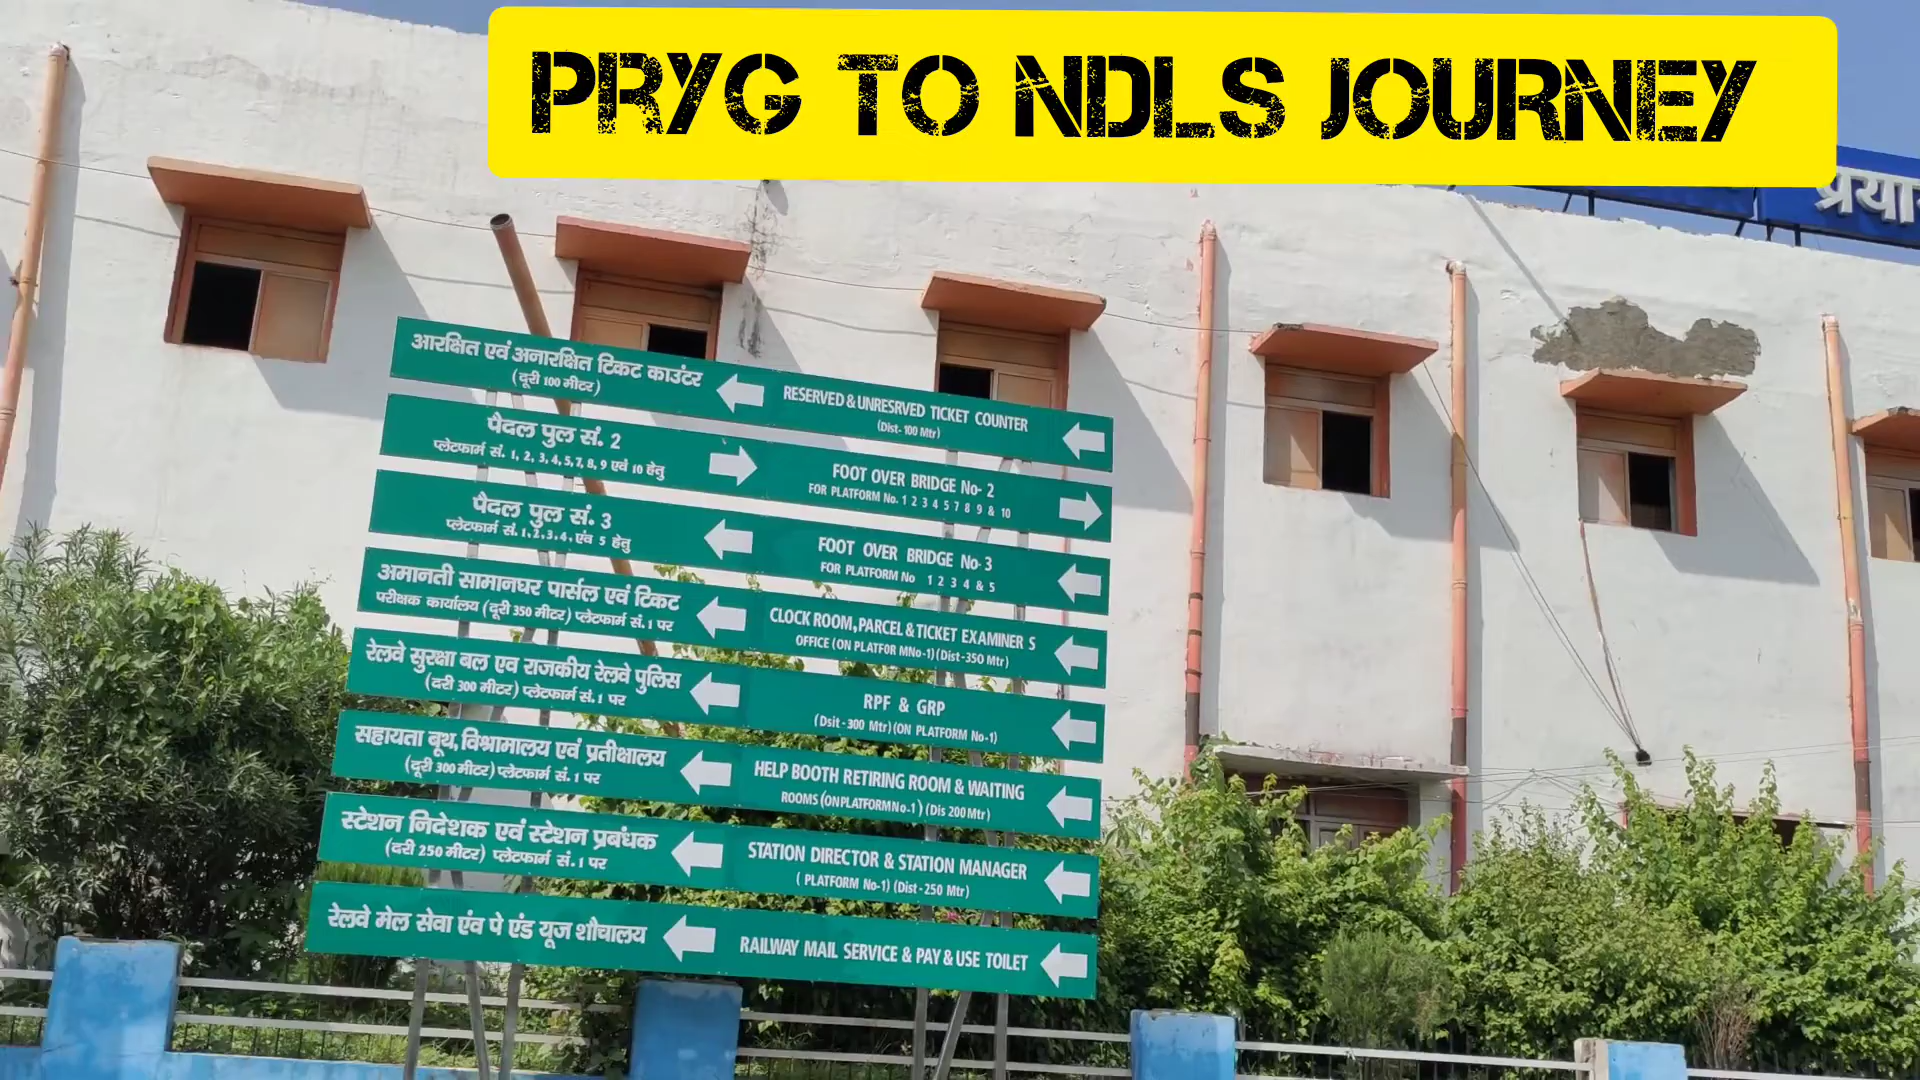 PRYG TO NDLS JOURNEY
आरक्षित एवं अनारक्षित टिकट काउंटर
(दूरी 100 मीटर)
RESERVED & UNRESRVED TICKET COUNTER
(Dist- 100 Mtr)
पैदल पुल सं. 2
प्लेटफार्म सं. 1, 2, 3, 4, 5, 7, 8, 9 एवं 10 हेतु
FOOT OVER BRIDGE No- 2
FOR PLATFORM No. 1 2 3 4 5 7 8 9 & 10
पैदल पुल सं. 3
प्लेटफार्म सं. 1, 2, 3, 4, एंव 5 हेतु
FOOT OVER BRIDGE No- 3
FOR PLATFORM No 1 2 3 4 & 5
अमानती सामानघर पार्सल एवं टिकट
परीक्षक कार्यालय (दूरी 350 मीटर) प्लेटफार्म सं. 1 पर
CLOCK ROOM, PARCEL & TICKET EXAMINER S
OFFICE (ON PLATFOR MNo-1) (Dist-350 Mtr)
रेलवे सुरक्षा बल एव राजकीय रेलवे पुलिस
(दरी 300 मीटर) प्लेटफार्म सं. 1 पर
RPF & GRP
(Dsit - 300 Mtr) (ON PLATFORM No-1)
सहायता बूथ, विश्रामालय एवं प्रतीक्षालय
(दूरी 300 मीटर) प्लेटफार्म सं. 1 पर
HELP BOOTH RETIRING ROOM & WAITING
ROOMS (ON PLATFORM No-1) (Dis 200 Mtr)
स्टेशन निदेशक एवं स्टेशन प्रबंधक
(दरी 250 मीटर) प्लेटफार्म सं. 1 पर
STATION DIRECTOR & STATION MANAGER
( PLATFORM No-1) (Dist - 250 Mtr)
रेलवे मेल सेवा एंव पे एंड यूज शौचालय
RAILWAY MAIL SERVICE & PAY & USE TOILET